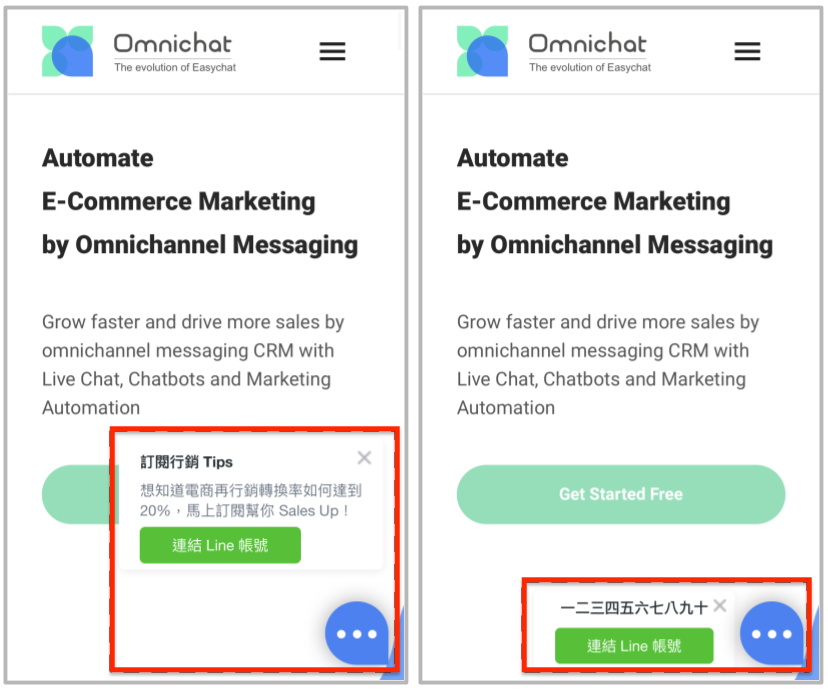 Omnichat
The evolution of Easychat
Automate
E-Commerce Marketing
by Omnichannel Messaging
Grow faster and drive more sales by
omnichannel messaging CRM with
Live Chat, Chatbots and Marketing
Automation
訂閱行銷 Tips
想知道電商再行銷轉換率如何達到
20%，馬上訂閱幫你 Sales Up！
連結 Line 帳號
Omnichat
The evolution of Easychat
Automate
E-Commerce Marketing
by Omnichannel Messaging
Grow faster and drive more sales by
omnichannel messaging CRM with
Live Chat, Chatbots and Marketing
Automation
Get Started Free
一二三四五六七八九十
連結 Line 帳號